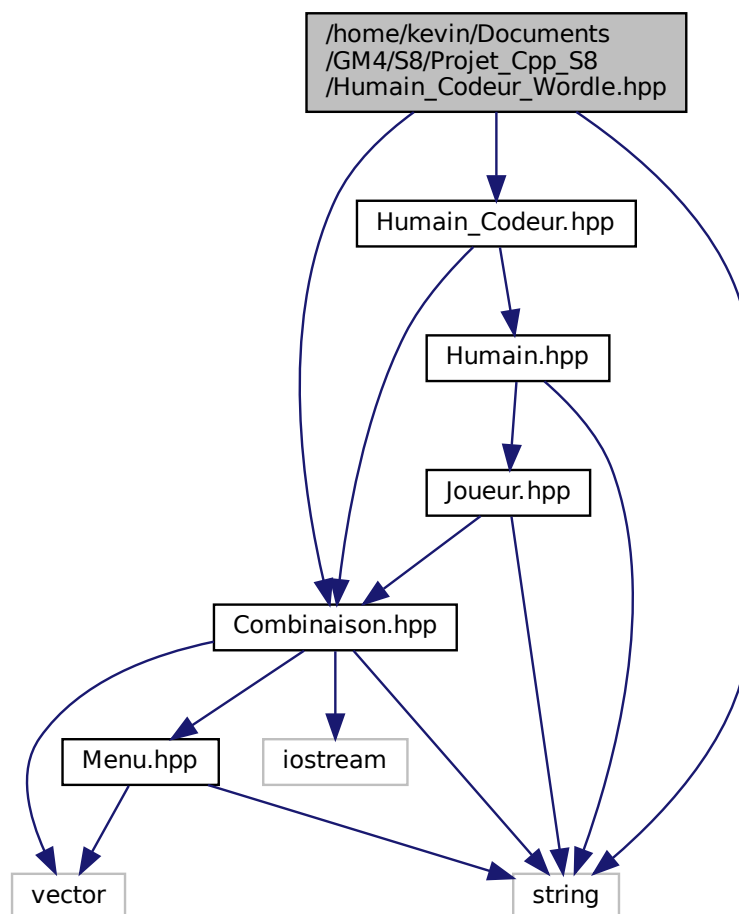 /home/kevin/Documents
/GM4/S8/Projet_Cpp_S8
/Humain_Codeur_Wordle.hpp
Humain_Codeur.hpp
Humain.hpp
Joueur.hpp
Combinaison.hpp
Menu.hpp
iostream
vector
string